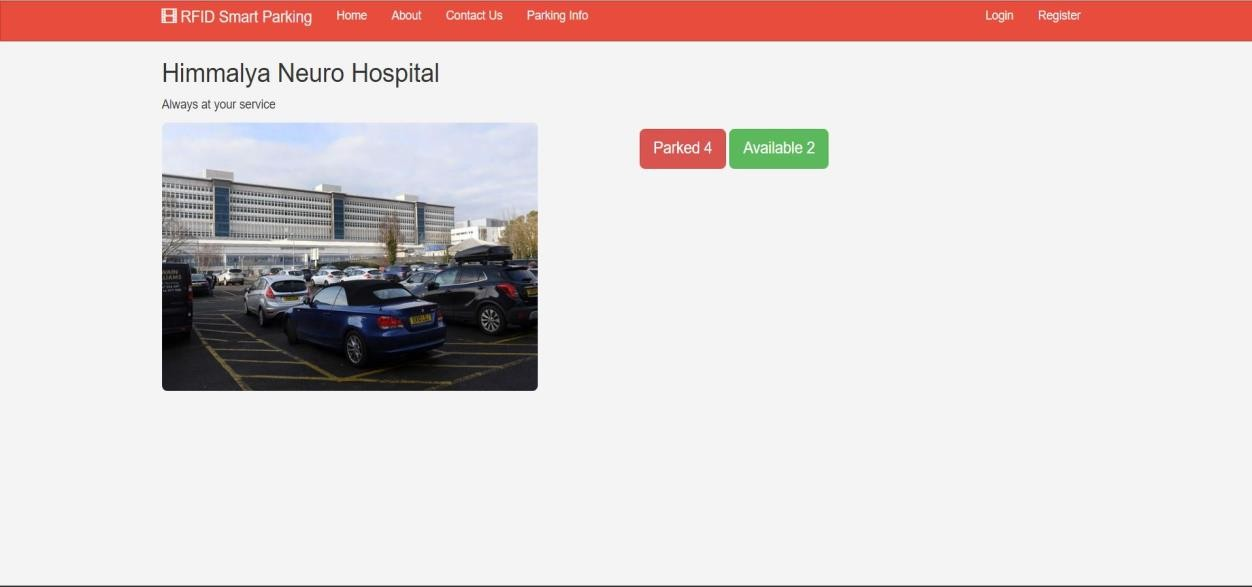 RFID Smart Parking Home About Contact Us Parking Info Login Register
Himmalya Neuro Hospital
Always at your service
Parked 4 Available 2